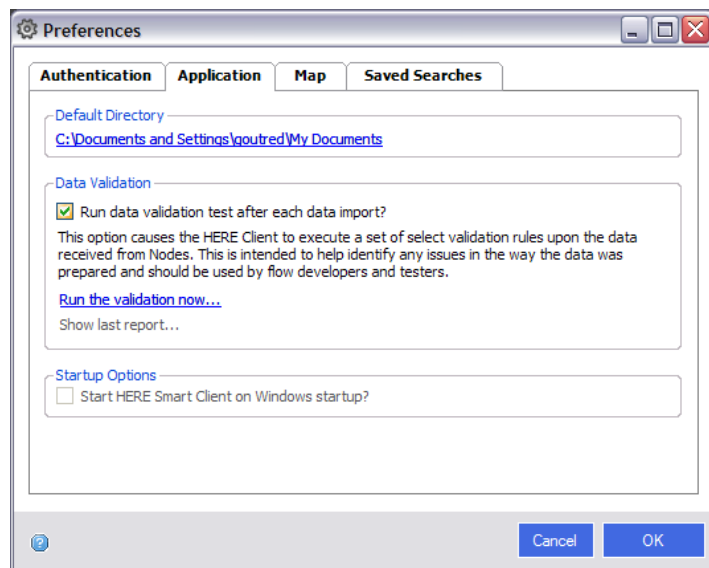 Preferences
Authentication Application Map Saved Searches
Default Directory
C:\Documents and Settings\goutred\My Documents
Data Validation
Run data validation test after each data import?
This option causes the HERE Client to execute a set of select validation rules upon the data
received from Nodes. This is intended to help identify any issues in the way the data was
prepared and should be used by flow developers and testers.
Run the validation now...
Show last report...
Startup Options
Start HERE Smart Client on Windows startup?
Cancel OK